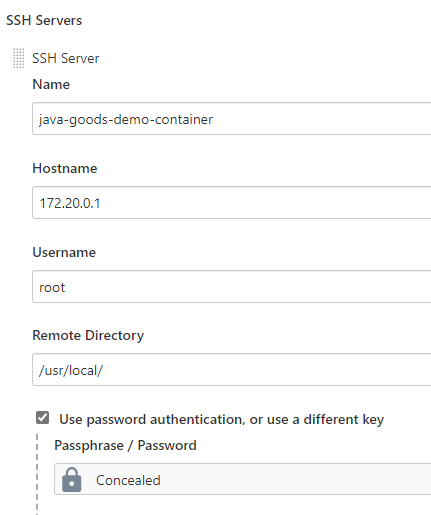 SSH Servers
SSH Server
Name
java-goods-demo-container
Hostname
172.20.0.1
Username
root
Remote Directory
/usr/local/
Use password authentication, or use a different key
Passphrase / Password
Concealed